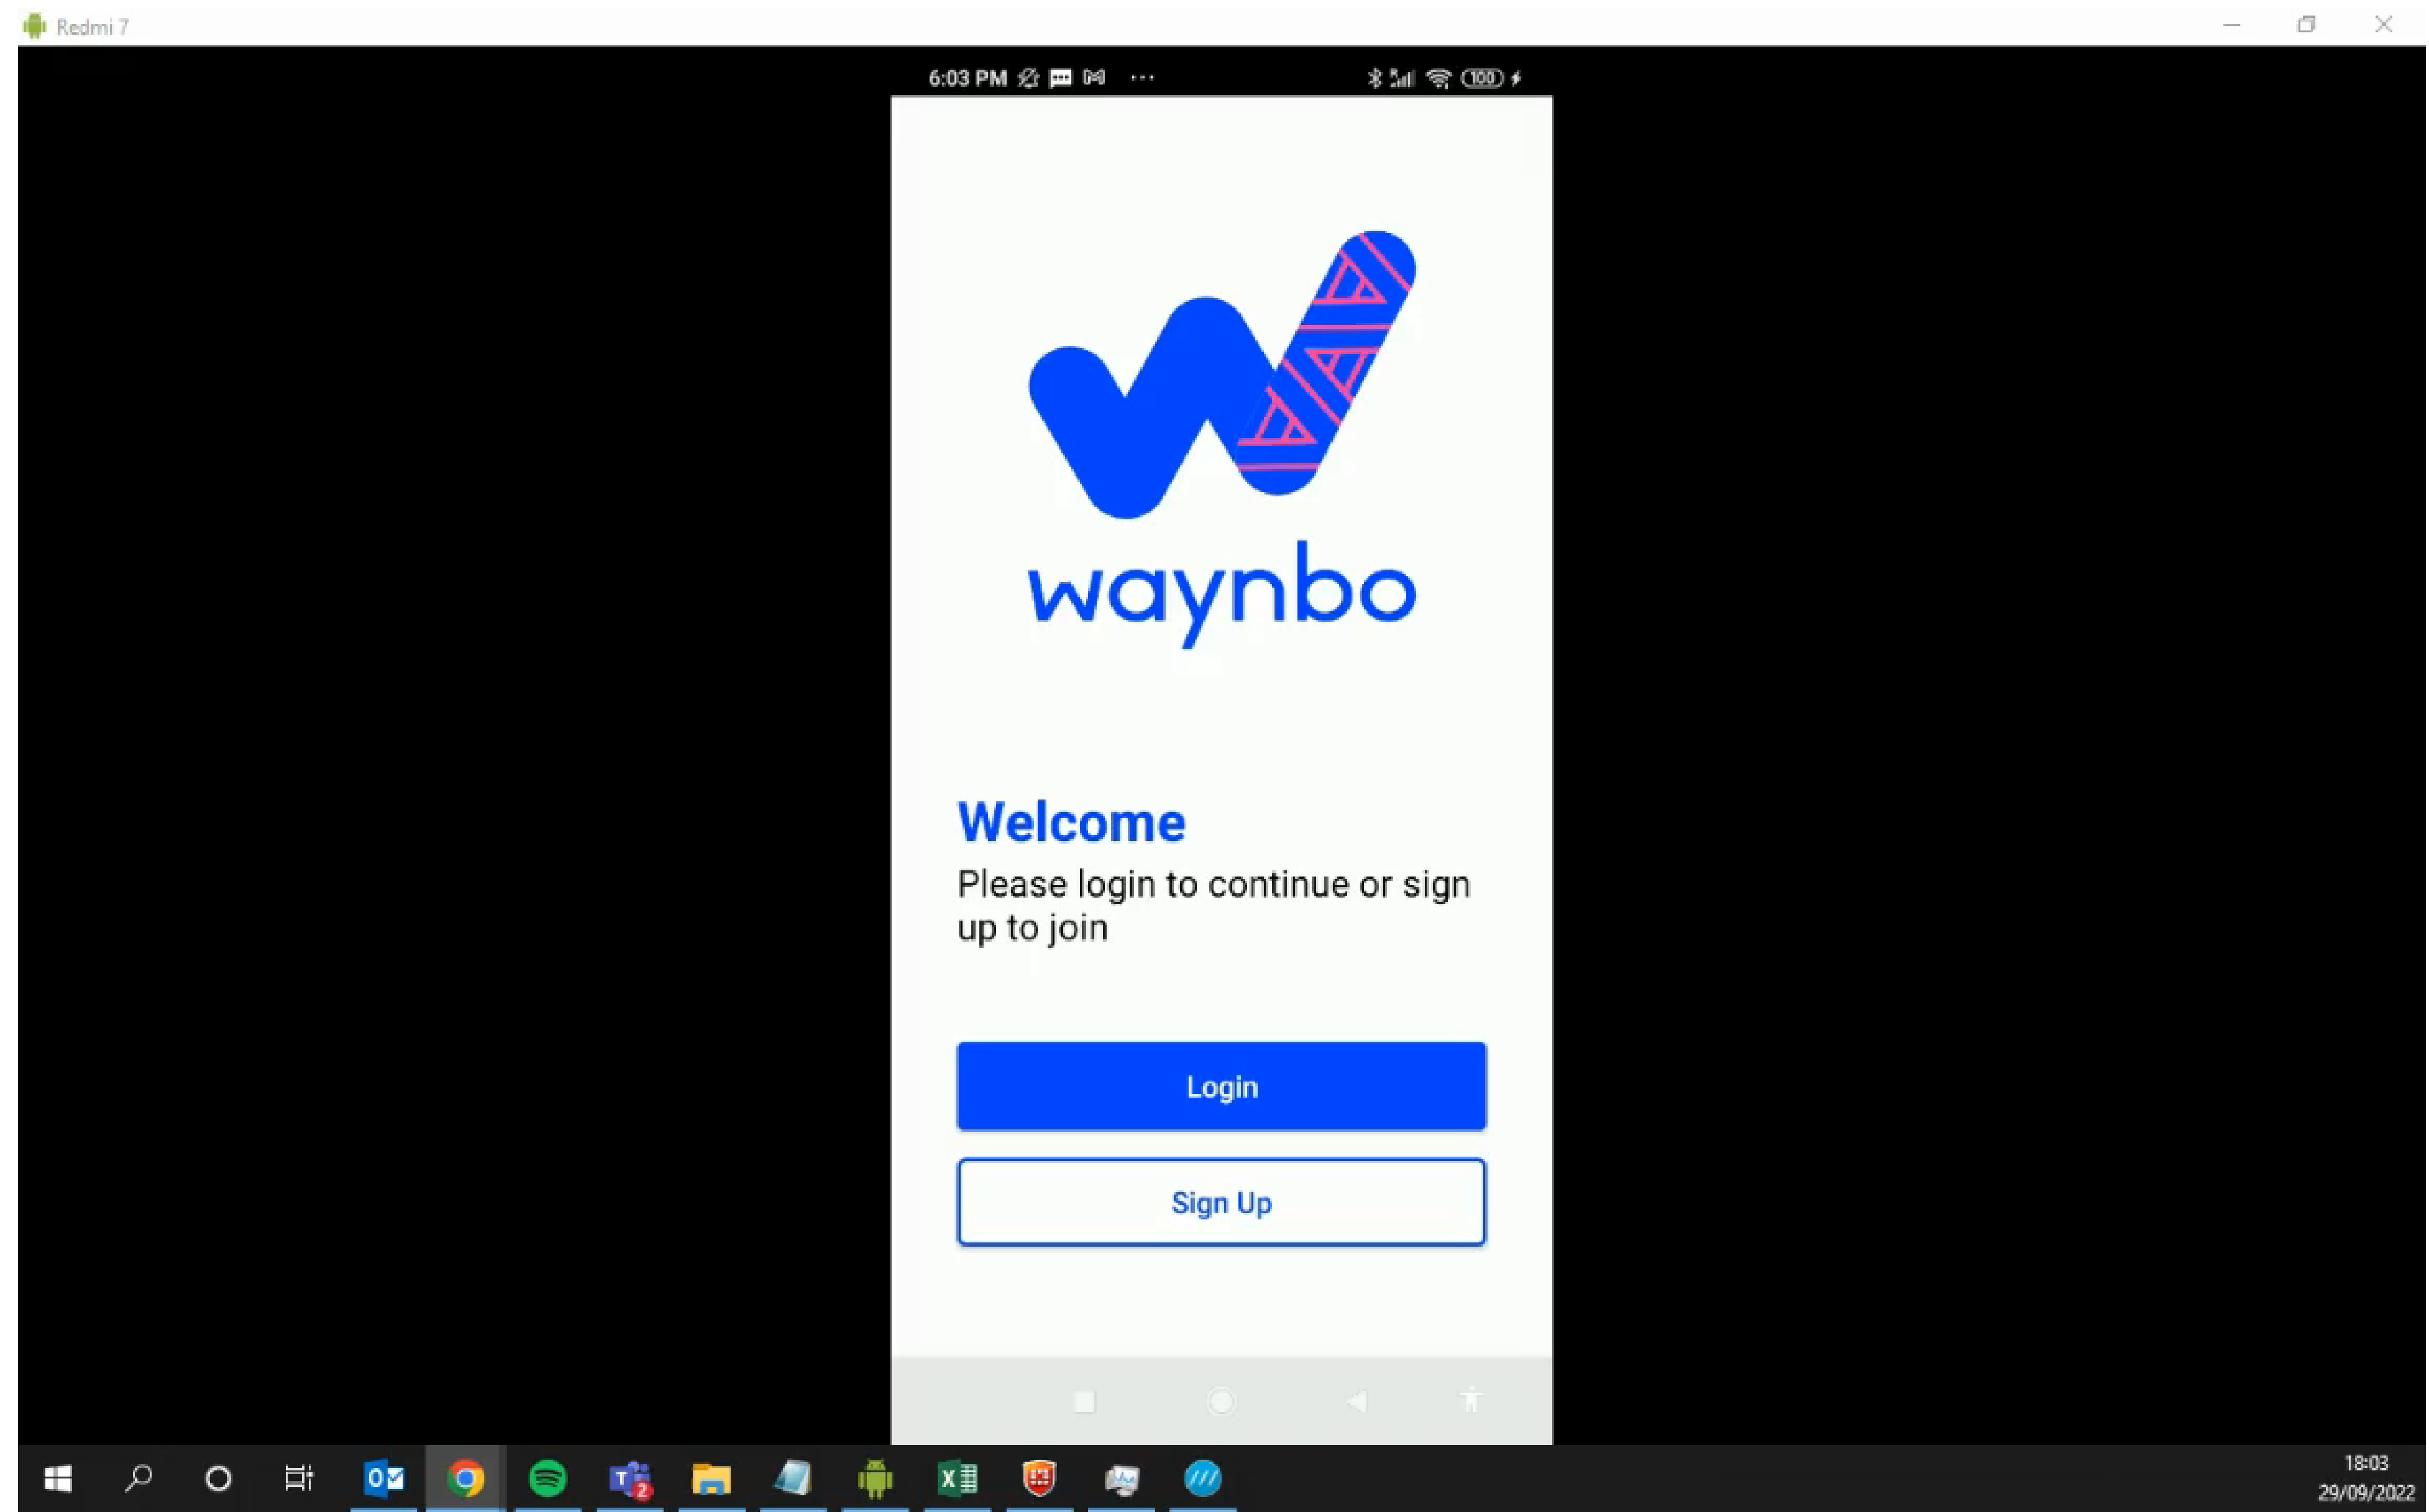 Redmi 7
6:03 PM
100
waynbo
Welcome
Please login to continue or sign
up to join
Login
Sign Up
2
18:03
29/09/2022